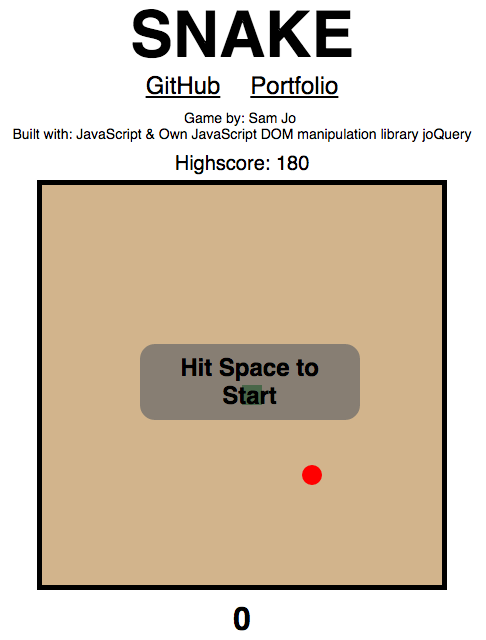 SNAKE
GitHub Portfolio
Game by: Sam Jo
Built with: JavaScript & Own JavaScript DOM manipulation library joQuery
Highscore: 180
Hit Space to
Start
0